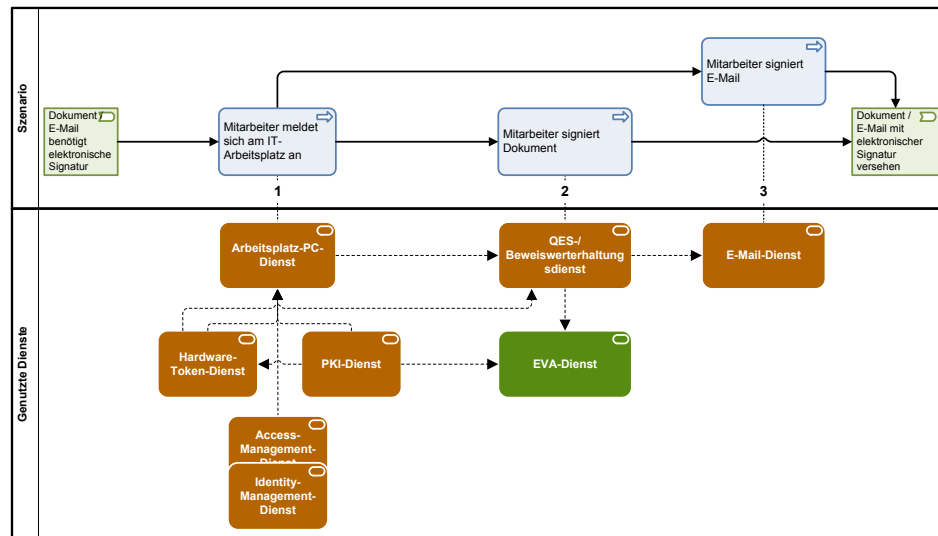 Szenario
Dokument /
E-Mail
benötigt
elektronische
Signatur
Mitarbeiter meldet
sich am IT-
Arbeitsplatz an
Mitarbeiter signiert
Dokument
Mitarbeiter signiert
E-Mail
Dokument /
E-Mail mit
elektronischer
Signatur
versehen
1
2
3
Genutzte Dienste
Arbeitsplatz-PC-
Dienst
QES-/
Beweiswerterhaltung
sdienst
E-Mail-Dienst
Hardware-
Token-Dienst
PKI-Dienst
EVA-Dienst
Access-
Management-
Dienst
Identity-
Management-
Dienst